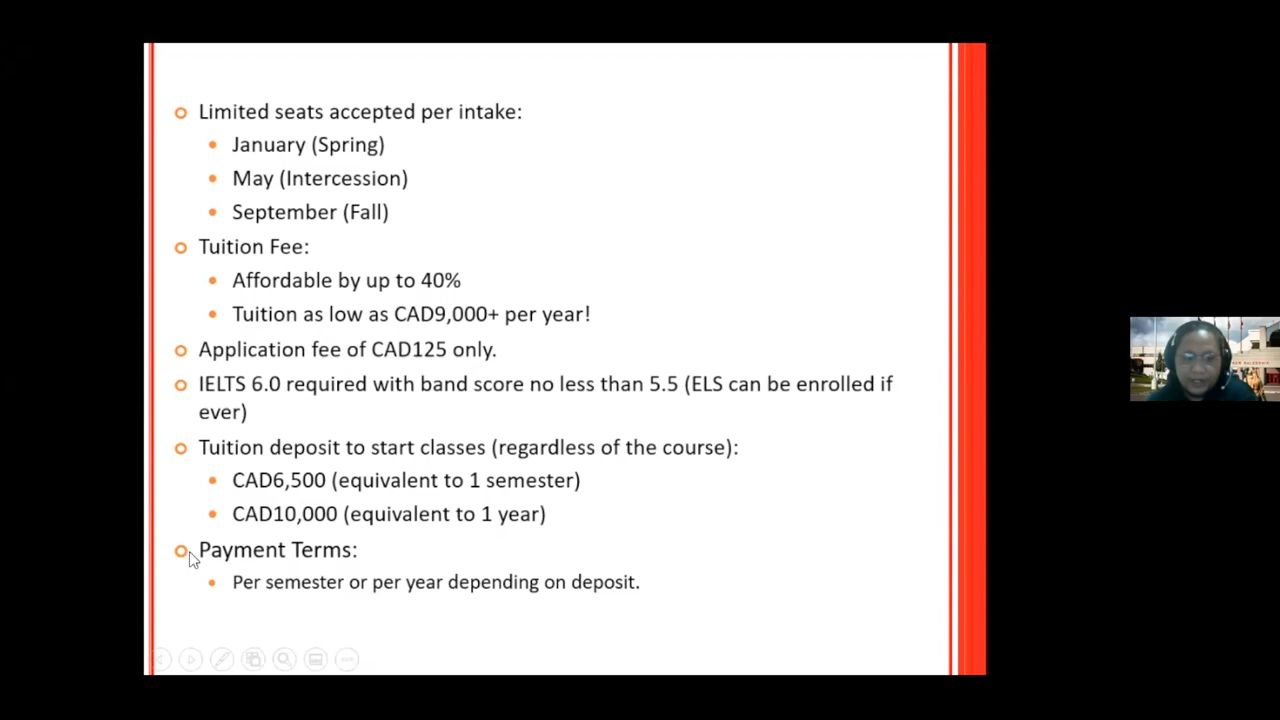 Limited seats accepted per intake:
January (Spring)
May (Intercession)
September (Fall)
Tuition Fee:
Affordable by up to 40%
Tuition as low as CAD9,000+ per year!
Application fee of CAD125 only.
IELTS 6.0 required with band score no less than 5.5 (ELS can be enrolled if
ever)
Tuition deposit to start classes (regardless of the course):
CAD6,500 (equivalent to 1 semester)
CAD10,000 (equivalent to 1 year)
Payment Terms:
Per semester or per year depending on deposit.